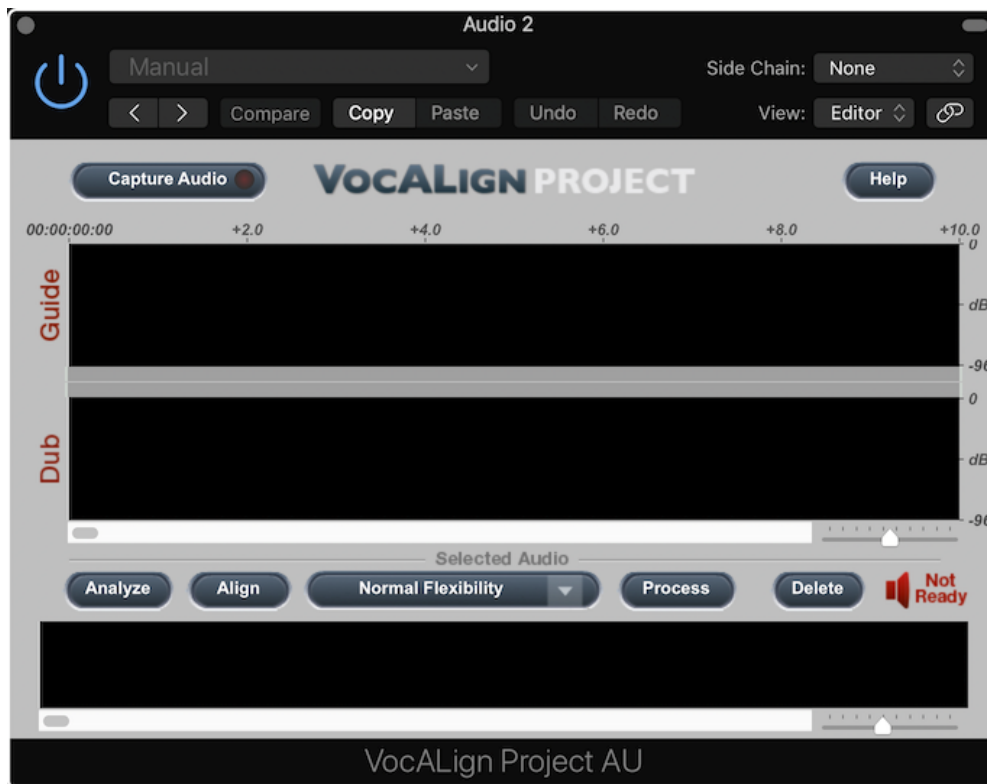 Audio 2
Manual
Side Chain: None
Compare Copy Paste Undo Redo View: Editor
Capture Audio VOCALIGN PROJECT Help
00:00:00:00 +2.0 +4.0 +6.0 +8.0 +10.0
0
Guide
dB
-96
0
Dub
dB
-96
Selected Audio
Analyze Align Normal Flexibility Process Delete Not Ready
VocALign Project AU